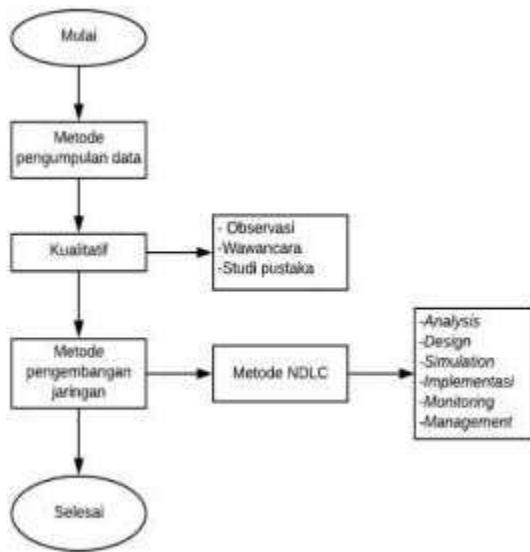 Mulai
Metode
pengumpulan data
Kualitatif
- Observasi
-Wawancara
-Studi pustaka
Metode
pengembangan
jaringan
Metode NDLC
-Analysis
-Design
-Simulation
-Implementasi
-Monitoring
-Management
Selesai